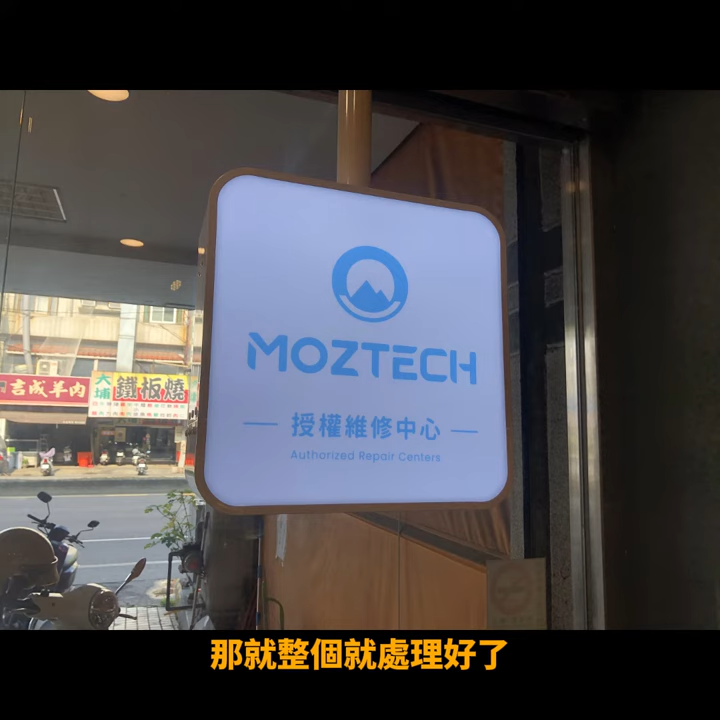 MOZTECH
授權維修中心
Authorized Repair Centers
吉成羊肉
大埔
鐵板燒
那就整個就處理好了